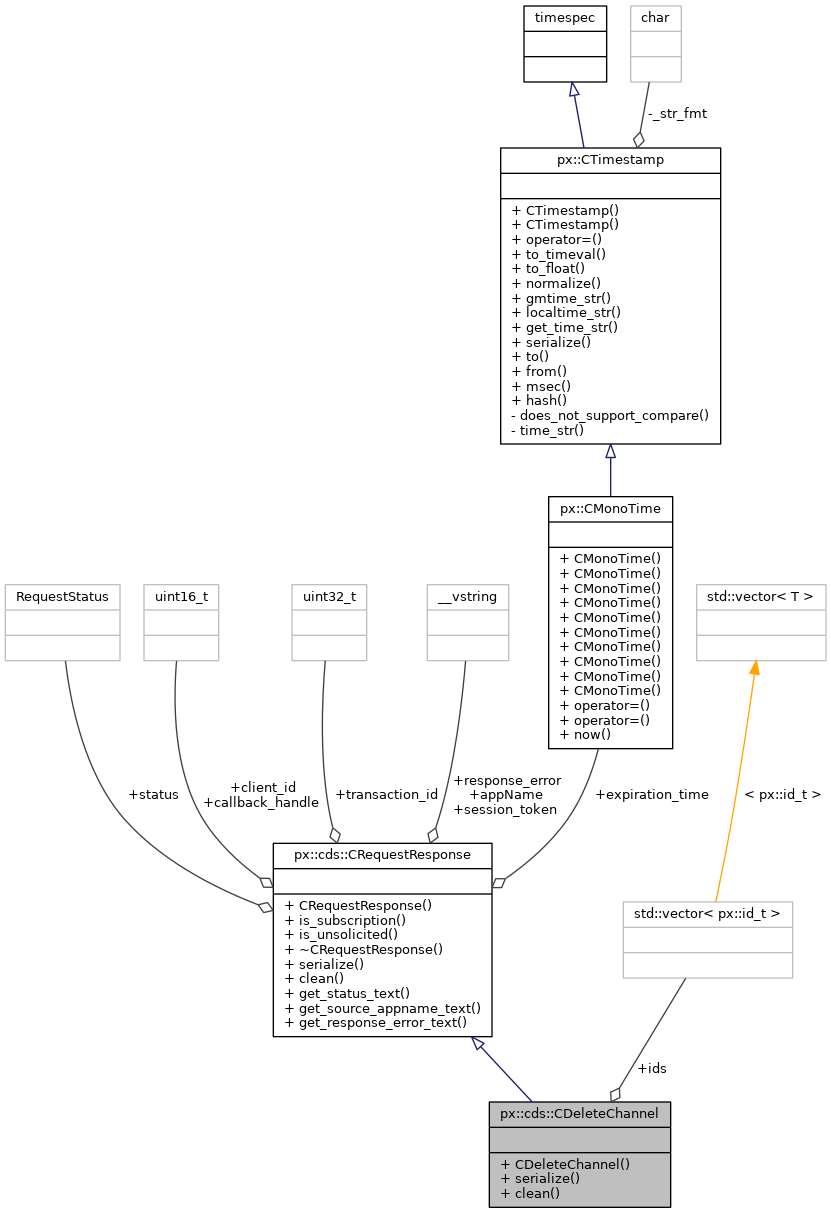 timespec
char
-_str_fmt
px::CTimestamp
+ CTimestamp()
+ CTimestamp()
+ operator=()
+ to_timeval()
+ to_float()
+ normalize()
+ gmtime_str()
+ localtime_str()
+ get_time_str()
+ serialize()
+ to()
+ from()
+ msec()
+ hash()
- does_not_support_compare()
- time_str()
px::CMonoTime
+ CMonoTime()
+ CMonoTime()
+ CMonoTime()
+ CMonoTime()
+ CMonoTime()
+ CMonoTime()
+ CMonoTime()
+ CMonoTime()
+ CMonoTime()
+ CMonoTime()
+ operator=()
+ operator=()
+ now()
RequestStatus
uint16_t
uint32_t
__vstring
std::vector< T >
+status
+client_id
+callback_handle
+transaction_id
+response_error
+appName
+session_token
+expiration_time
< px::id_t >
px::cds::CRequestResponse
+ CRequestResponse()
+ is_subscription()
+ is_unsolicited()
+ ~CRequestResponse()
+ serialize()
+ clean()
+ get_status_text()
+ get_source_appname_text()
+ get_response_error_text()
std::vector< px::id_t >
+ids
px::cds::CDeleteChannel
+ CDeleteChannel()
+ serialize()
+ clean()